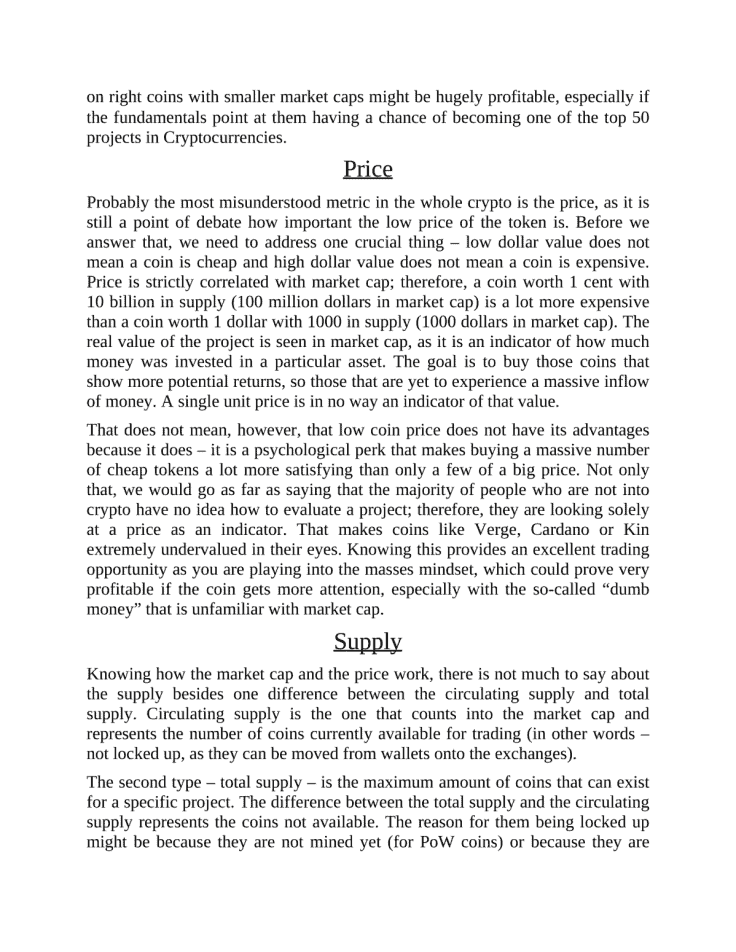 on right coins with smaller market caps might be hugely profitable, especially if
the fundamentals point at them having a chance of becoming one of the top 50
projects in Cryptocurrencies.
Price
Probably the most misunderstood metric in the whole crypto is the price, as it is
still a point of debate how important the low price of the token is. Before we
answer that, we need to address one crucial thing – low dollar value does not
mean a coin is cheap and high dollar value does not mean a coin is expensive.
Price is strictly correlated with market cap; therefore, a coin worth 1 cent with
10 billion in supply (100 million dollars in market cap) is a lot more expensive
than a coin worth 1 dollar with 1000 in supply (1000 dollars in market cap). The
real value of the project is seen in market cap, as it is an indicator of how much
money was invested in a particular asset. The goal is to buy those coins that
show more potential returns, so those that are yet to experience a massive inflow
of money. A single unit price is in no way an indicator of that value.
That does not mean, however, that low coin price does not have its advantages
because it does – it is a psychological perk that makes buying a massive number
of cheap tokens a lot more satisfying than only a few of a big price. Not only
that, we would go as far as saying that the majority of people who are not into
crypto have no idea how to evaluate a project; therefore, they are looking solely
at a price as an indicator. That makes coins like Verge, Cardano or Kin
extremely undervalued in their eyes. Knowing this provides an excellent trading
opportunity as you are playing into the masses mindset, which could prove very
profitable if the coin gets more attention, especially with the so-called “dumb
money” that is unfamiliar with market cap.
Supply
Knowing how the market cap and the price work, there is not much to say about
the supply besides one difference between the circulating supply and total
supply. Circulating supply is the one that counts into the market cap and
represents the number of coins currently available for trading (in other words –
not locked up, as they can be moved from wallets onto the exchanges).
The second type – total supply – is the maximum amount of coins that can exist
for a specific project. The difference between the total supply and the circulating
supply represents the coins not available. The reason for them being locked up
might be because they are not mined yet (for PoW coins) or because they are